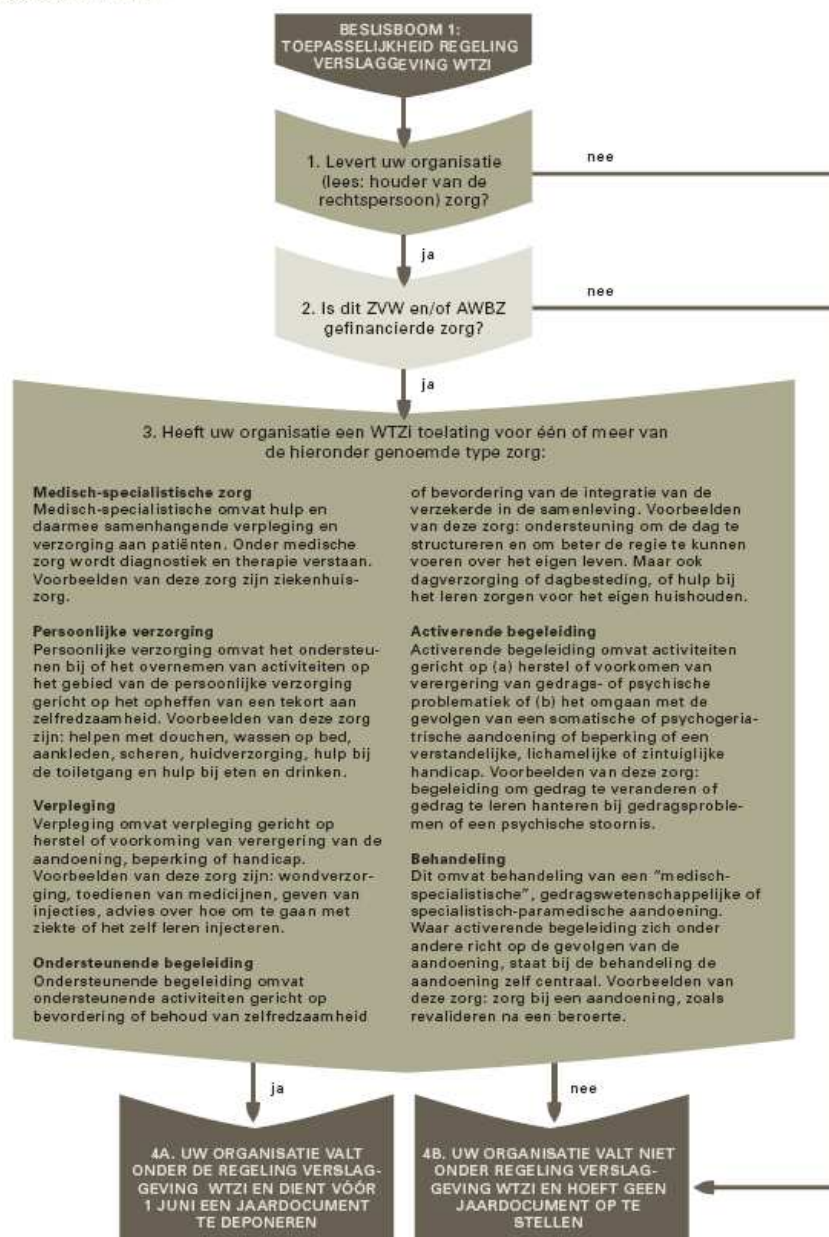 BESLISBOOM 1:
TOEPASSELIJKHEID REGELING
VERSLAGGEVING WTZI
1. Levert uw organisatie
(lees: houder van de
rechtspersoon) zorg?
nee
ja
2. Is dit ZVW en/of AWBZ
gefinancierde zorg?
nee
ja
3. Heeft uw organisatie een WTZi toelating voor één of meer van
de hieronder genoemde type zorg:
Medisch-specialistische zorg
Medisch-specialistische omvat hulp en
daarmee samenhangende verpleging en
verzorging aan patiënten. Onder medische
zorg wordt diagnostiek en therapie verstaan.
Voorbeelden van deze zorg zijn ziekenhuis-
zorg.
Persoonlijke verzorging
Persoonlijke verzorging omvat het ondersteu-
nen bij of het overnemen van activiteiten op
het gebied van de persoonlijke verzorging
gericht op het opheffen van een tekort aan
zelfredzaamheid. Voorbeelden van deze zorg
zijn: helpen met douchen, wassen op bed,
aankleden, scheren, huidverzorging, hulp bij
de toiletgang en hulp bij eten en drinken.
Verpleging
Verpleging omvat verpleging gericht op
herstel of voorkoming van verergering van de
aandoening, beperking of handicap.
Voorbeelden van deze zorg zijn: wondverzor-
ging, toedienen van medicijnen, geven van
injecties, advies over hoe om te gaan met
ziekte of het zelf leren injecteren.
Ondersteunende begeleiding
Ondersteunende begeleiding omvat
ondersteunende activiteiten gericht op
bevordering of behoud van zelfredzaamheid
of bevordering van de integratie van de
verzekerde in de samenleving. Voorbeelden
van deze zorg: ondersteuning om de dag te
structureren en om beter de regie te kunnen
voeren over het eigen leven. Maar ook
dagverzorging of dagbesteding, of hulp bij
het leren zorgen voor het eigen huishouden.
Activerende begeleiding
Activerende begeleiding omvat activiteiten
gericht op (a) herstel of voorkomen van
verergering van gedrags- of psychische
problematiek of (b) het omgaan met de
gevolgen van een somatische of psychogeria-
trische aandoening of beperking of een
verstandelijke, lichamelijke of zintuiglijke
handicap. Voorbeelden van deze zorg:
begeleiding om gedrag te veranderen of
gedrag te leren hanteren bij gedragsproble-
men of een psychische stoornis.
Behandeling
Dit omvat behandeling van een "medisch-
specialistische", gedragswetenschappelijke of
specialistisch-paramedische aandoening.
Waar activerende begeleiding zich onder
andere richt op de gevolgen van de
aandoening, staat bij de behandeling de
aandoening zelf centraal. Voorbeelden van
deze zorg: zorg bij een aandoening, zoals
revalideren na een beroerte.
ja
nee
4A. UW ORGANISATIE VALT
ONDER DE REGELING VERSLAG-
GEVING WTZI EN DIENT VÓÓR
1 JUNI EEN JAARDOCUMENT
TE DEPONEREN
4B. UW ORGANISATIE VALT NIET
ONDER REGELING VERSLAG-
GEVING WTZI EN HOEFT GEEN
JAARDOCUMENT OP TE
STELLEN